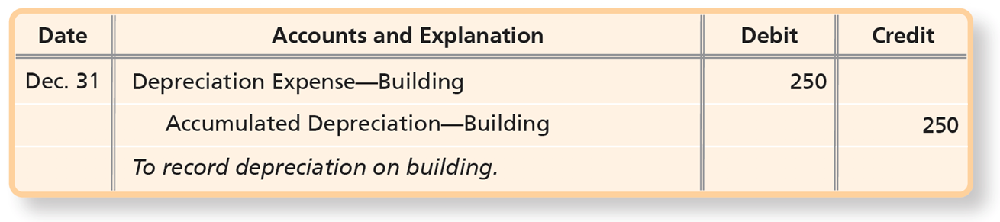 Date Accounts and Explanation Debit Credit
Dec. 31 Depreciation Expense—Building 250
Accumulated Depreciation—Building 250
To record depreciation on building.